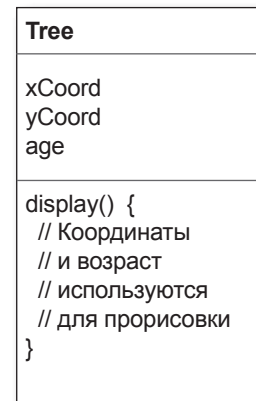 Tree
xCoord
yCoord
age
display() {
// Координаты
// и возраст
// используются
// для прорисовки
}